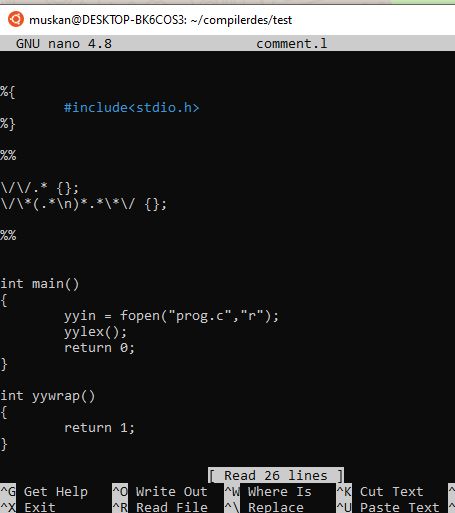 muskan@DESKTOP-BK6COS3: ~/compilerdes/test
GNU nano 4.8 comment.l
%{
#include<stdio.h>
%}
%%
\/\/.* {};
\/\*(.*\n)*.*\*\/ {};
%%
int main()
{
yyin = fopen("prog.c","r");
yylex();
return 0;
}
int yywrap()
{
return 1;
}
[ Read 26 lines ]
^G Get Help ^O Write Out ^W Where Is ^K Cut Text ^
^X Exit ^R Read File ^\ Replace ^U Paste Text ^